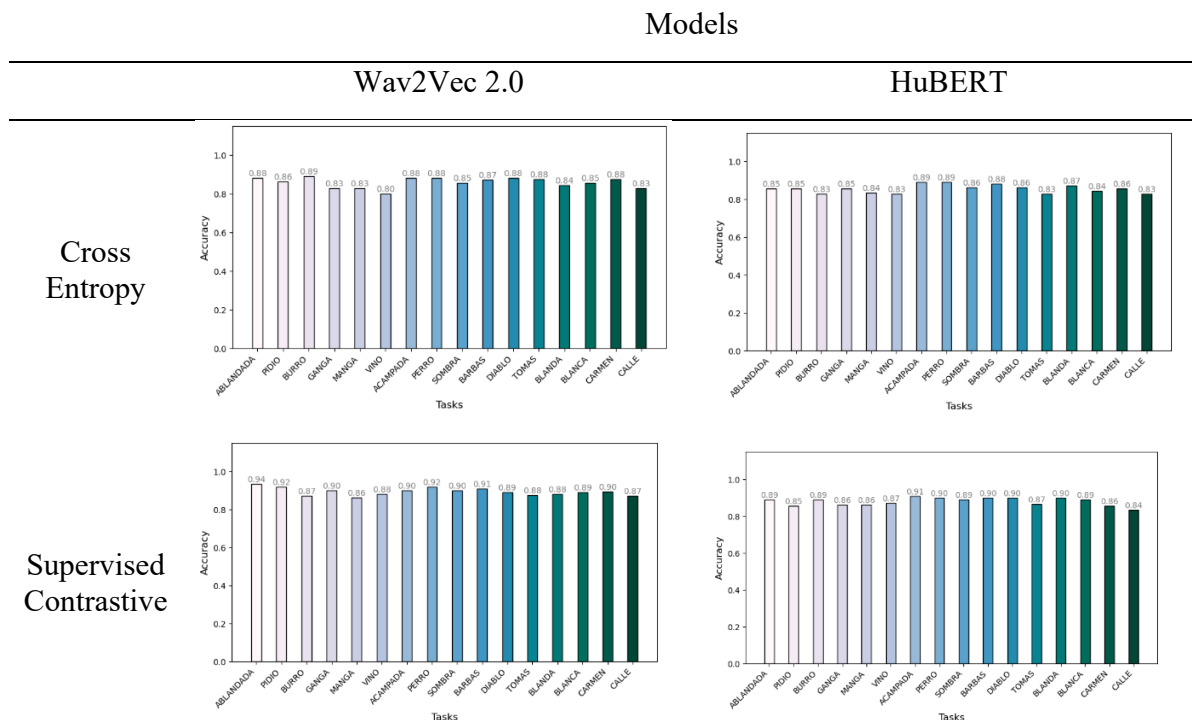 Models
Wav2Vec 2.0 HuBERT
Cross
Entropy
Accuracy
1.0
0.8
0.6
0.4
0.2
0.0
0.88 0.86 0.89 0.83 0.83 0.80 0.88 0.88 0.85 0.87 0.88 0.88 0.84 0.85 0.88 0.83
ABLANDADA PIDIO BURRO GANGA MANGA VINO ACAMPADA PERRO SOMBRA BARBAS DIABLO TOMAS BLANDA BLANCA CARMEN CALLE
Tasks
Accuracy
1.0
0.8
0.6
0.4
0.2
0.0
0.85 0.85 0.83 0.85 0.84 0.83 0.89 0.89 0.86 0.88 0.86 0.83 0.87 0.84 0.86 0.83
ABLANDADA PIDIO BURRO GANGA MANGA VINO ACAMPADA PERRO SOMBRA BARBAS DIABLO TOMAS BLANDA BLANCA CARMEN CALLE
Tasks
Supervised
Contrastive
Accuracy
1.0
0.8
0.6
0.4
0.2
0.0
0.94 0.92 0.87 0.90 0.86 0.88 0.90 0.92 0.90 0.91 0.89 0.88 0.88 0.89 0.90 0.87
ABLANDADA PIDIO BURRO GANGA MANGA VINO ACAMPADA PERRO SOMBRA BARBAS DIABLO TOMAS BLANDA BLANCA CARMEN CALLE
Tasks
Accuracy
1.0
0.8
0.6
0.4
0.2
0.0
0.89 0.85 0.89 0.86 0.86 0.87 0.91 0.90 0.89 0.90 0.90 0.87 0.90 0.89 0.86 0.84
ABLANDADA PIDIO BURRO GANGA MANGA VINO ACAMPADA PERRO SOMBRA BARBAS DIABLO TOMAS BLANDA BLANCA CARMEN CALLE
Tasks